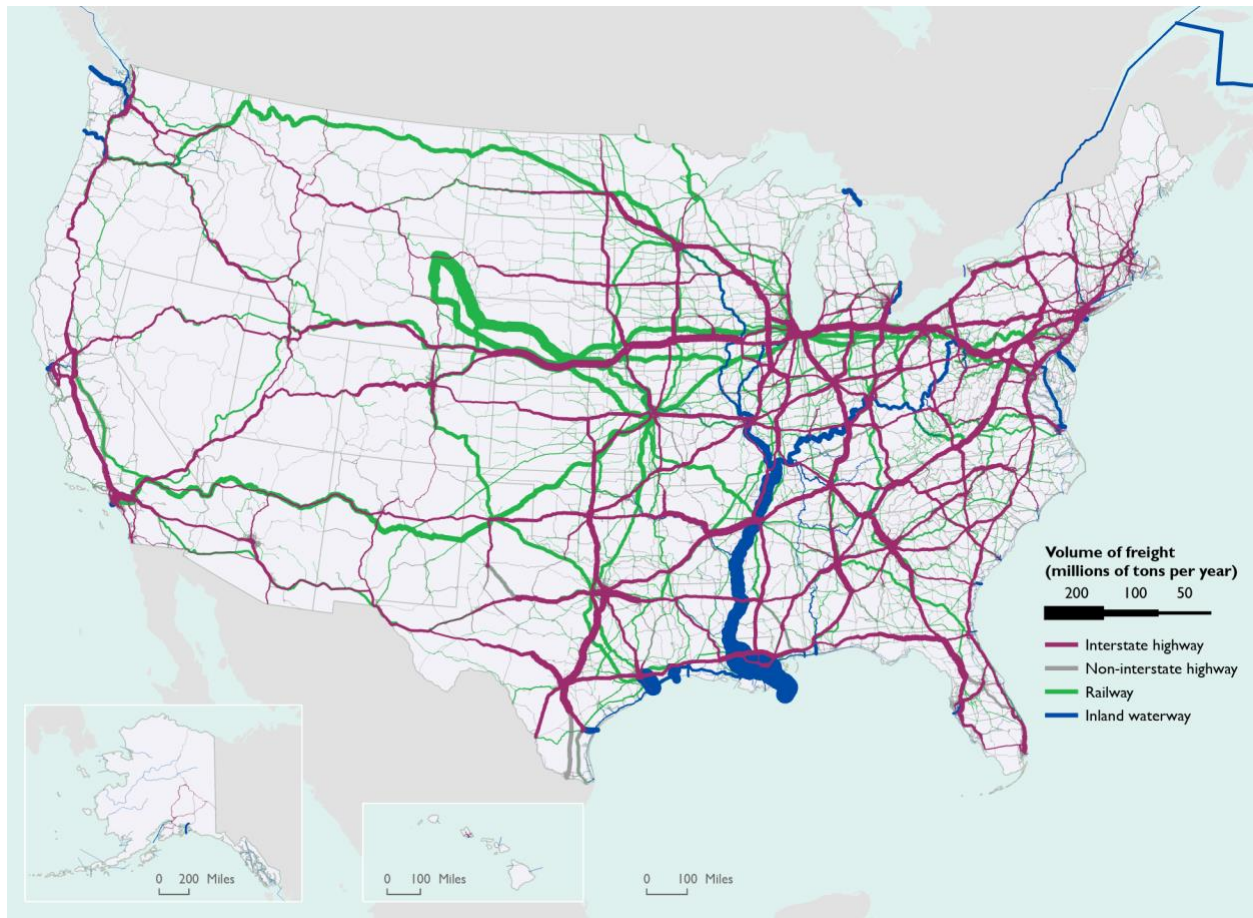 Volume of freight
(millions of tons per year)
200 100 50
Interstate highway
Non-interstate highway
Railway
Inland waterway
0 200 Miles
0 100 Miles
0 100 Miles